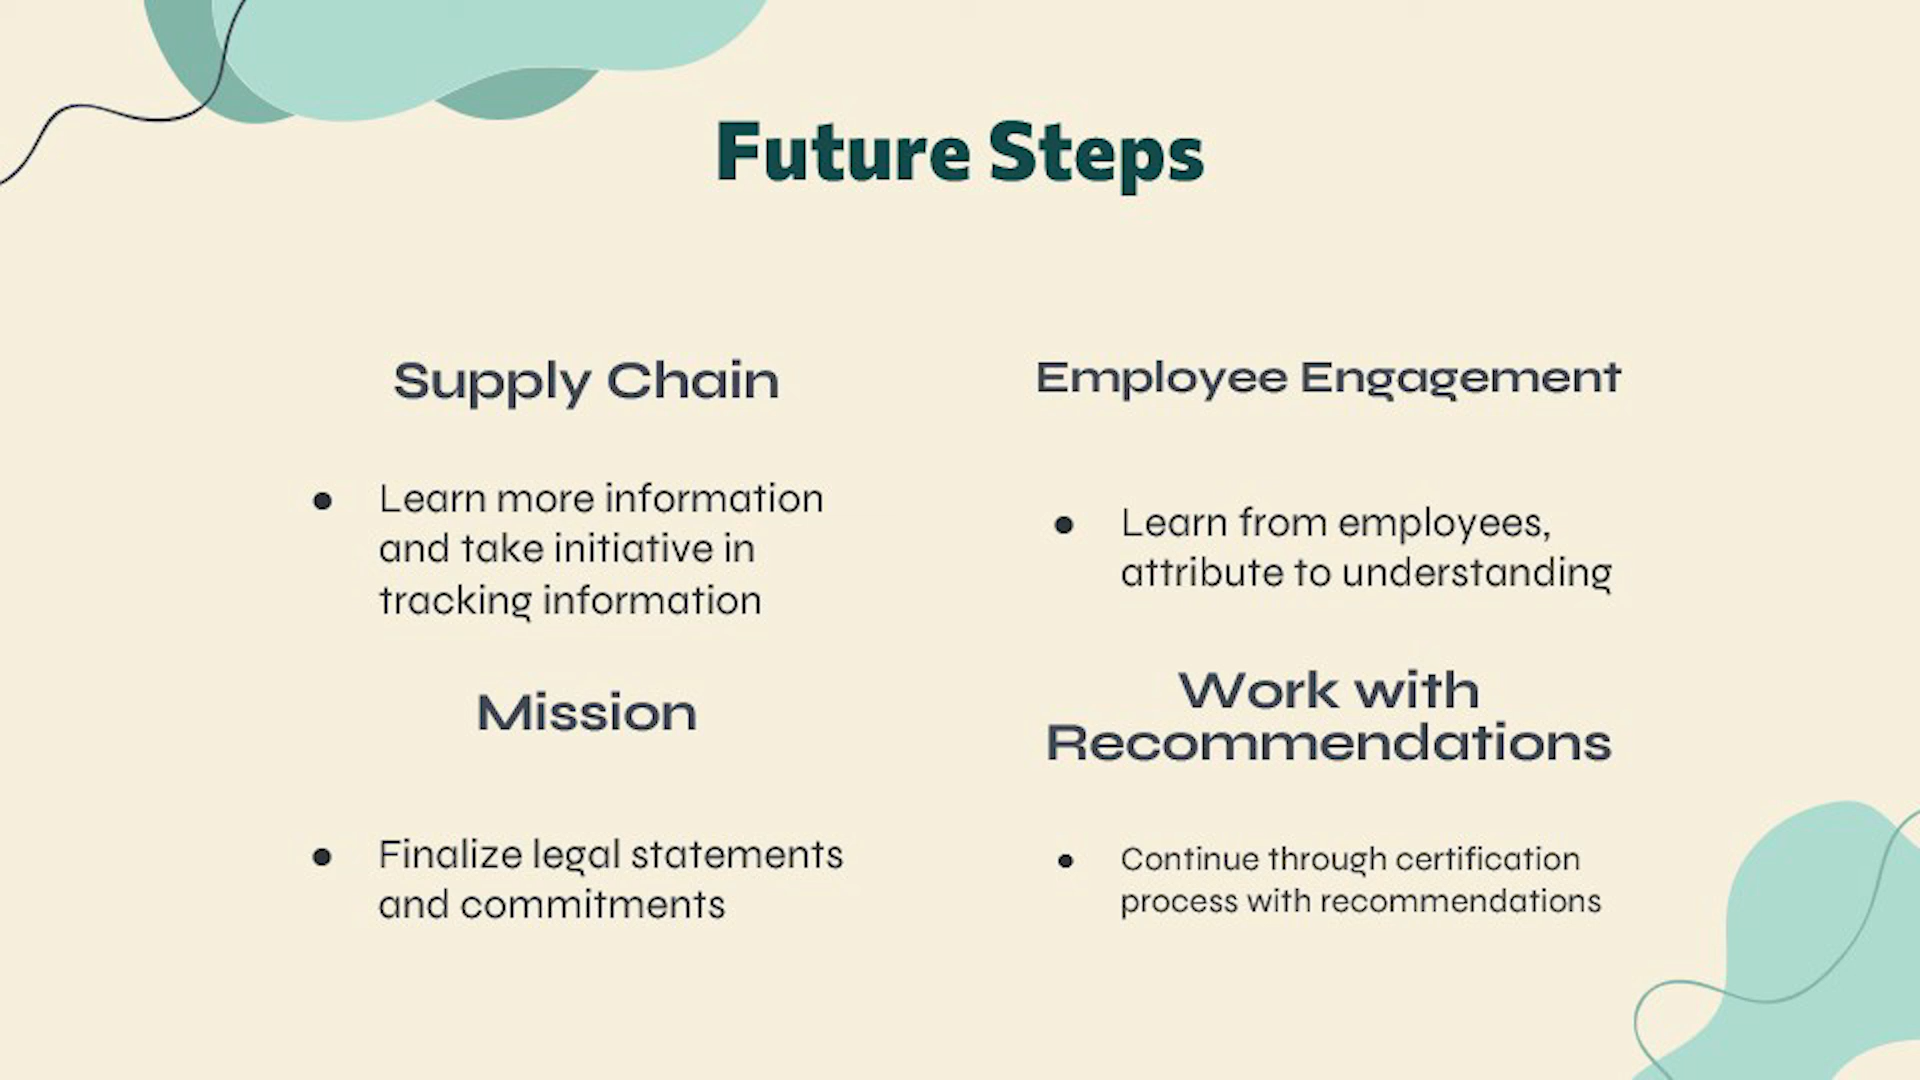 Future Steps
Supply Chain
Learn more information
and take initiative in
tracking information
Employee Engagement
Learn from employees,
attribute to understanding
Mission
Finalize legal statements
and commitments
Work with
Recommendations
Continue through certification
process with recommendations